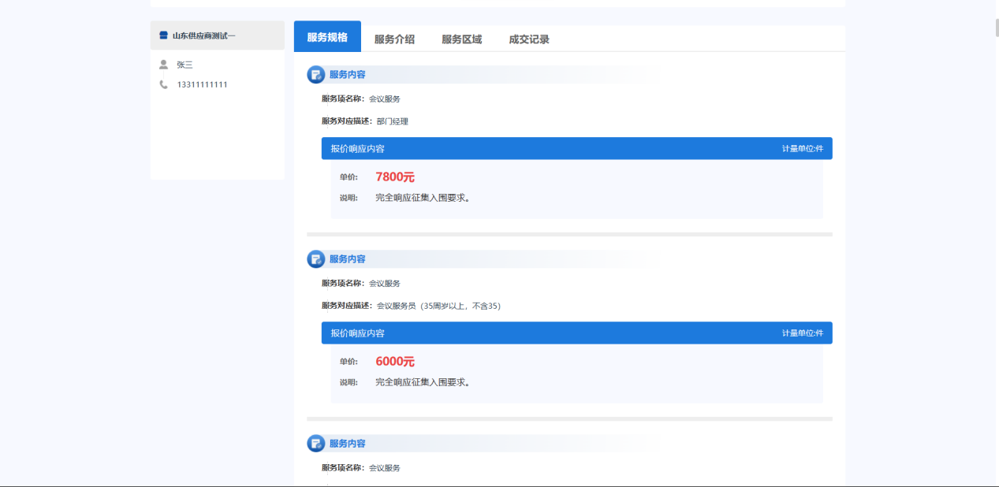 山东供应商测试一
张三
13311111111
服务规格 服务介绍 服务区域 成交记录
服务内容
服务项名称：会议服务
服务对应描述：部门经理
报价响应内容 计量单位:件
单价: 7800元
说明: 完全响应征集入围要求。
服务内容
服务项名称：会议服务
服务对应描述：会议服务员（35周岁以上，不含35）
报价响应内容 计量单位:件
单价: 6000元
说明: 完全响应征集入围要求。
服务内容
服务项名称：会议服务